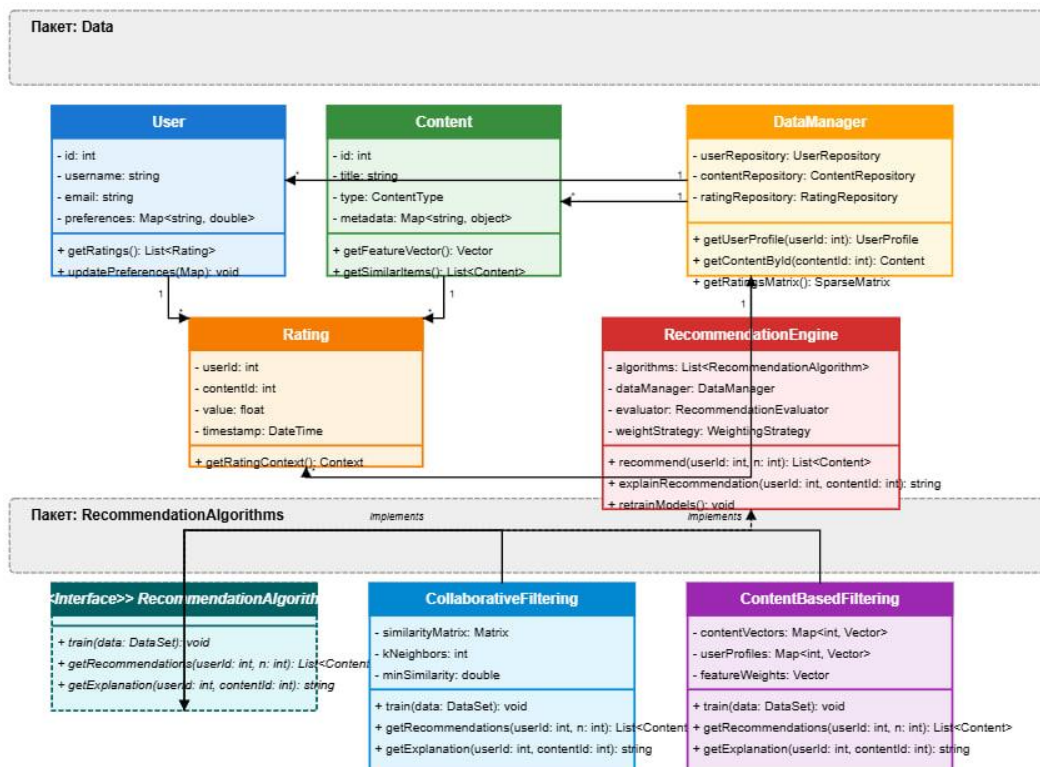 Пакет: Data
User
- id: int
- username: string
- email: string
- preferences: Map<string, double>
+ getRatings(): List<Rating>
+ updatePreferences(Map): void
Content
- id: int
- title: string
- type: ContentType
- metadata: Map<string, object>
+ getFeatureVector(): Vector
+ getSimilarItems(): List<Content>
DataManager
- userRepository: UserRepository
- contentRepository: ContentRepository
- ratingRepository: RatingRepository
+ getUserProfile(userId: int): UserProfile
+ getContentById(contentId: int): Content
+ getRatingsMatrix(): SparseMatrix
*
1
*
1
1
*
*
1
1
Rating
- userId: int
- contentId: int
- value: float
- timestamp: DateTime
+ getRatingContext(): Context
*
RecommendationEngine
- algorithms: List<RecommendationAlgorithm>
- dataManager: DataManager
- evaluator: RecommendationEvaluator
- weightStrategy: WeightingStrategy
+ recommend(userId: int, n: int): List<Content>
+ explainRecommendation(userId: int, contentId: int): string
+ retrainModels(): void
Пакет: RecommendationAlgorithms
implements
implements
<Interface>> RecommendationAlgorith
+ train(data: DataSet): void
+ getRecommendations(userId: int, n: int): List<Content
+ getExplanation(userId: int, contentId: int): string
CollaborativeFiltering
- similarityMatrix: Matrix
- kNeighbors: int
- minSimilarity: double
+ train(data: DataSet): void
+ getRecommendations(userId: int, n: int): List<Content
+ getExplanation(userId: int, contentId: int): string
ContentBasedFiltering
- contentVectors: Map<int, Vector>
- userProfiles: Map<int, Vector>
- featureWeights: Vector
+ train(data: DataSet): void
+ getRecommendations(userId: int, n: int): List<Content>
+ getExplanation(userId: int, contentId: int): string